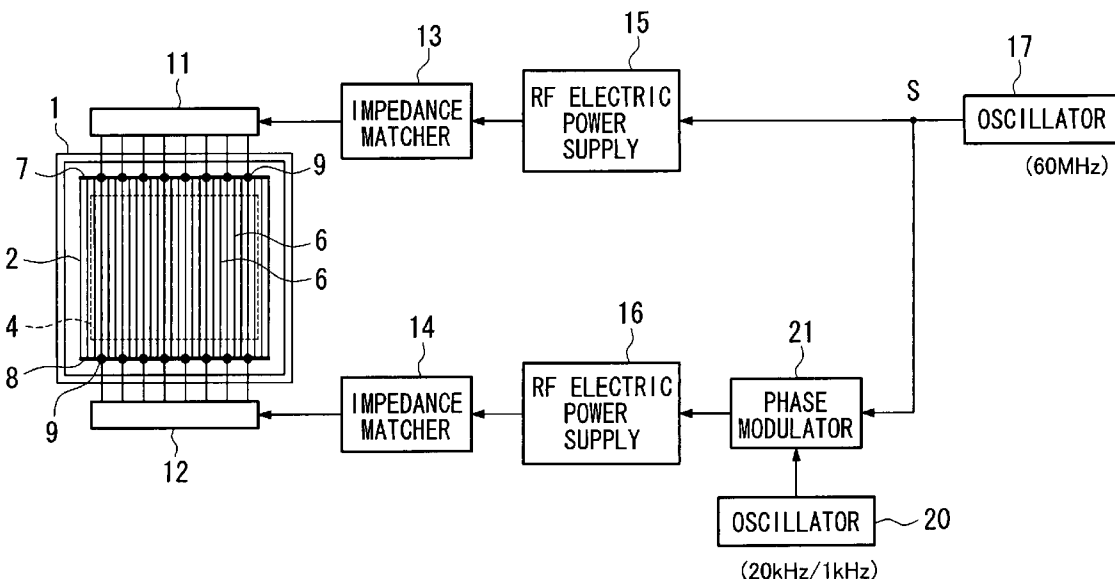 13
15
17
11
S
1
IMPEDANCE
MATCHER
RF ELECTRIC
POWER
SUPPLY
OSCILLATOR
(60MHz)
7
9
2
6
6
4
14
16
21
8
IMPEDANCE
MATCHER
RF ELECTRIC
POWER
SUPPLY
PHASE
MODULATOR
9
12
OSCILLATOR
20
(20kHz/1kHz)